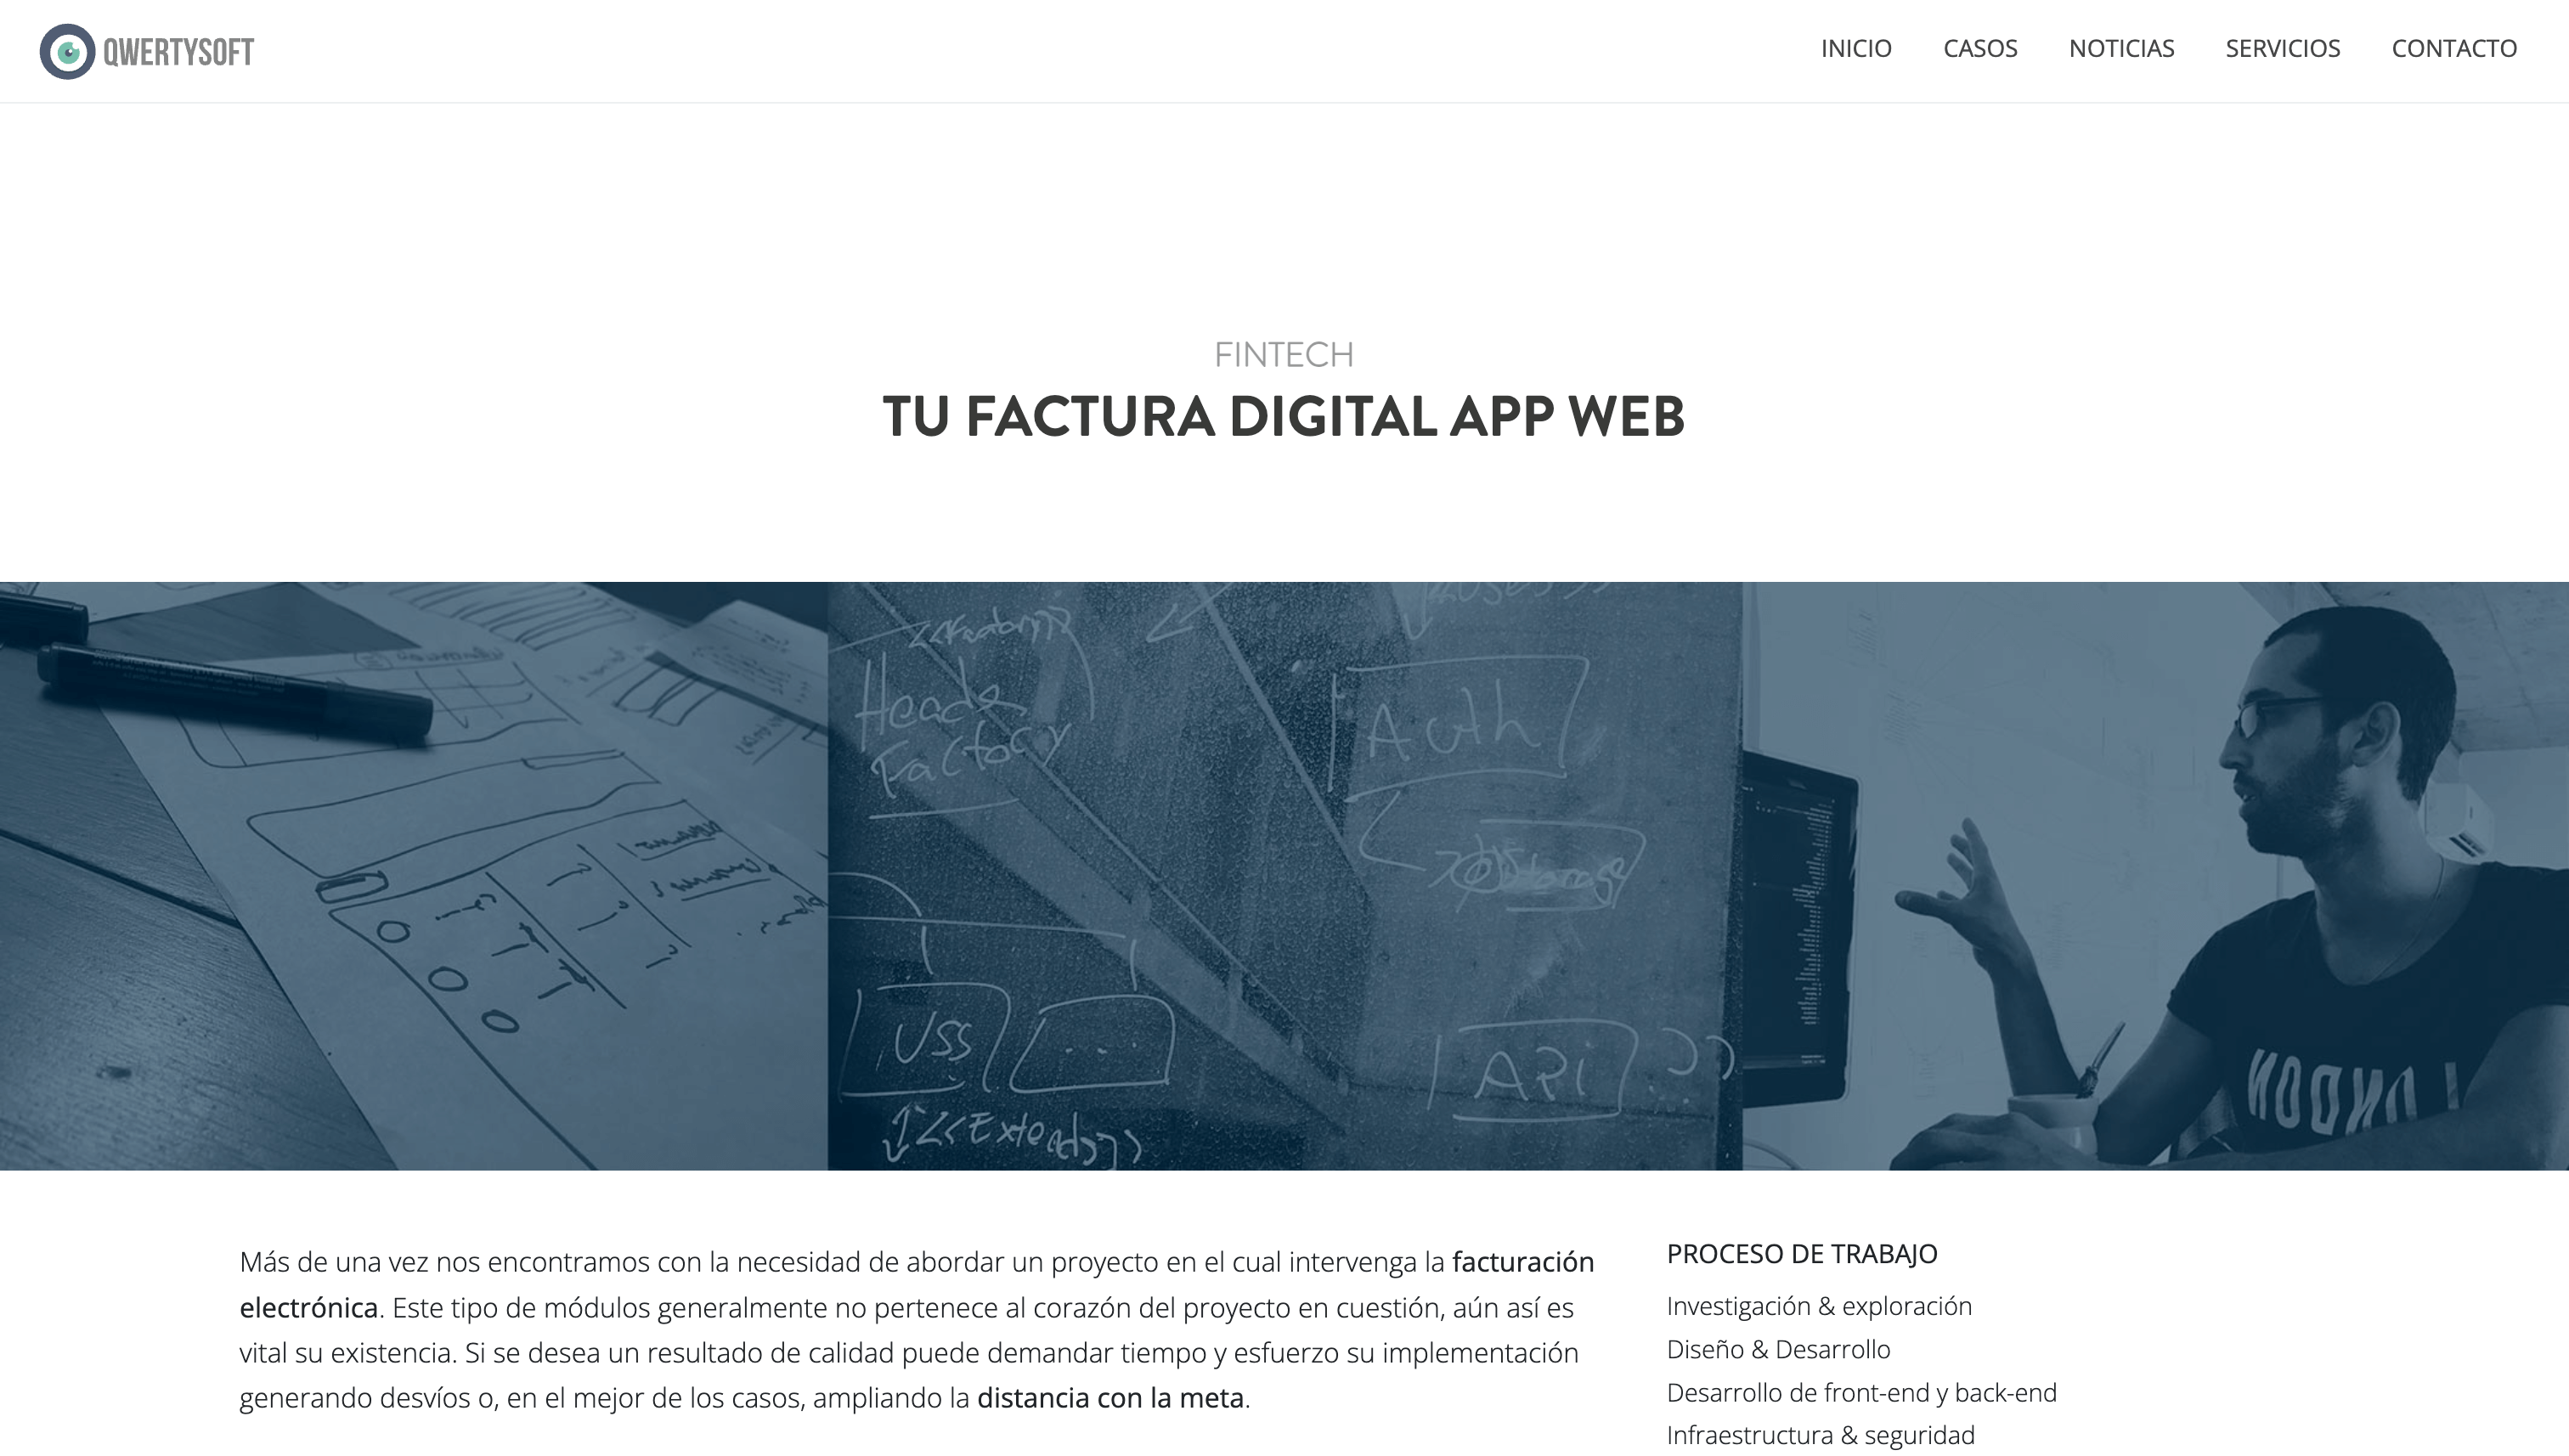 QWERTYSOFT
INICIO CASOS NOTICIAS SERVICIOS CONTACTO
FINTECH
TU FACTURA DIGITAL APP WEB
Heads
Factory
Auth
USS
...
API
<<Extends>>
Más de una vez nos encontramos con la necesidad de abordar un proyecto en el cual intervenga la facturación
electrónica. Este tipo de módulos generalmente no pertenece al corazón del proyecto en cuestión, aún así es
vital su existencia. Si se desea un resultado de calidad puede demandar tiempo y esfuerzo su implementación
generando desvíos o, en el mejor de los casos, ampliando la distancia con la meta.
PROCESO DE TRABAJO
Investigación & exploración
Diseño & Desarrollo
Desarrollo de front-end y back-end
Infraestructura & seguridad